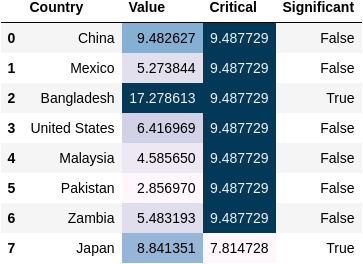 Country Value Critical Significant
0 China 9.482627 9.487729 False
1 Mexico 5.273844 9.487729 False
2 Bangladesh 17.278613 9.487729 True
3 United States 6.416969 9.487729 False
4 Malaysia 4.585650 9.487729 False
5 Pakistan 2.856970 9.487729 False
6 Zambia 5.483193 9.487729 False
7 Japan 8.841351 7.814728 True